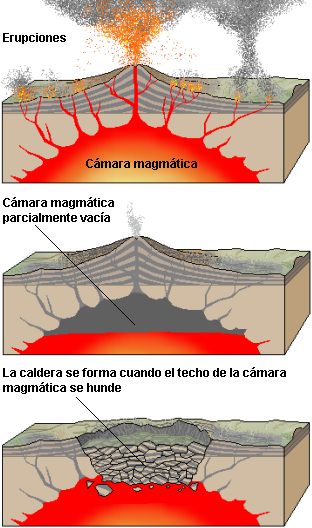 Erupciones
Cámara magmática
Cámara magmática
parcialmente vacía
La caldera se forma cuando el techo de la cámara
magmática se hunde